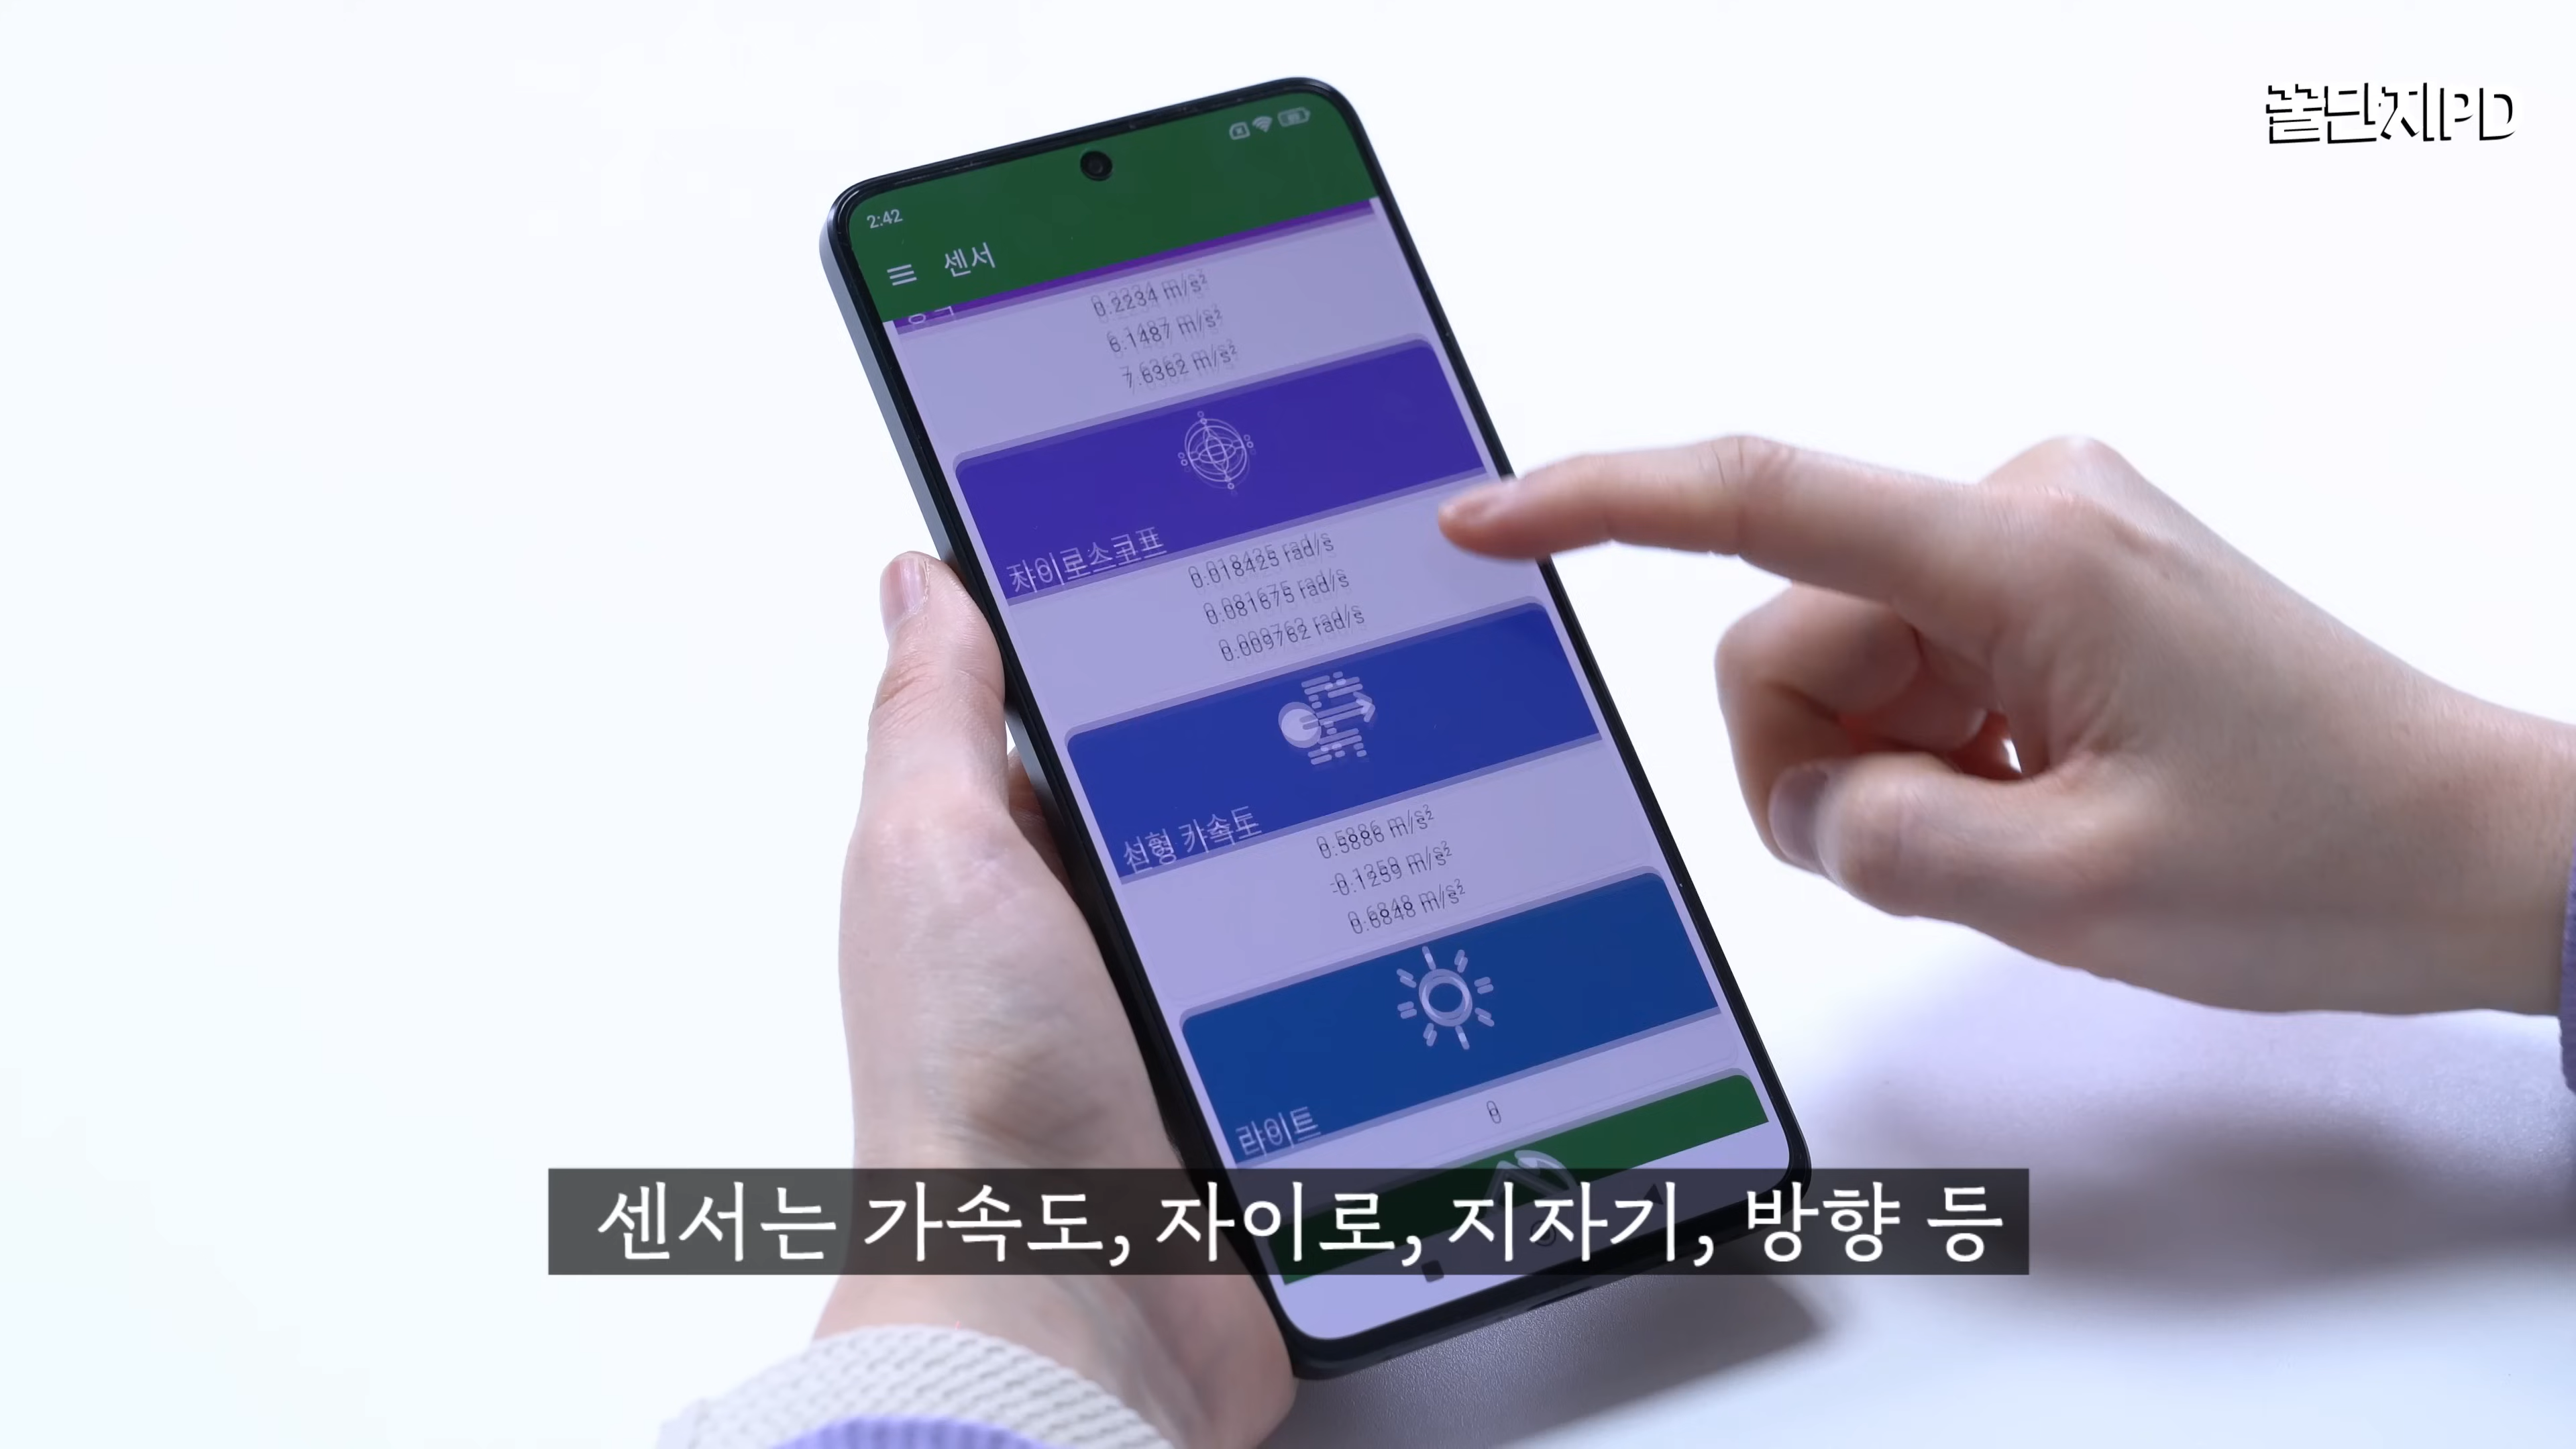 끝단지PD
2:42
센서
0.2234 m/s²
6.1487 m/s²
7.6362 m/s²
자이로스코프
0.018425 rad/s
0.081675 rad/s
0.009762 rad/s
선형 가속도
0.5886 m/s²
-0.1259 m/s²
0.6848 m/s²
라이트
0
센서는 가속도, 자이로, 지자기, 방향 등